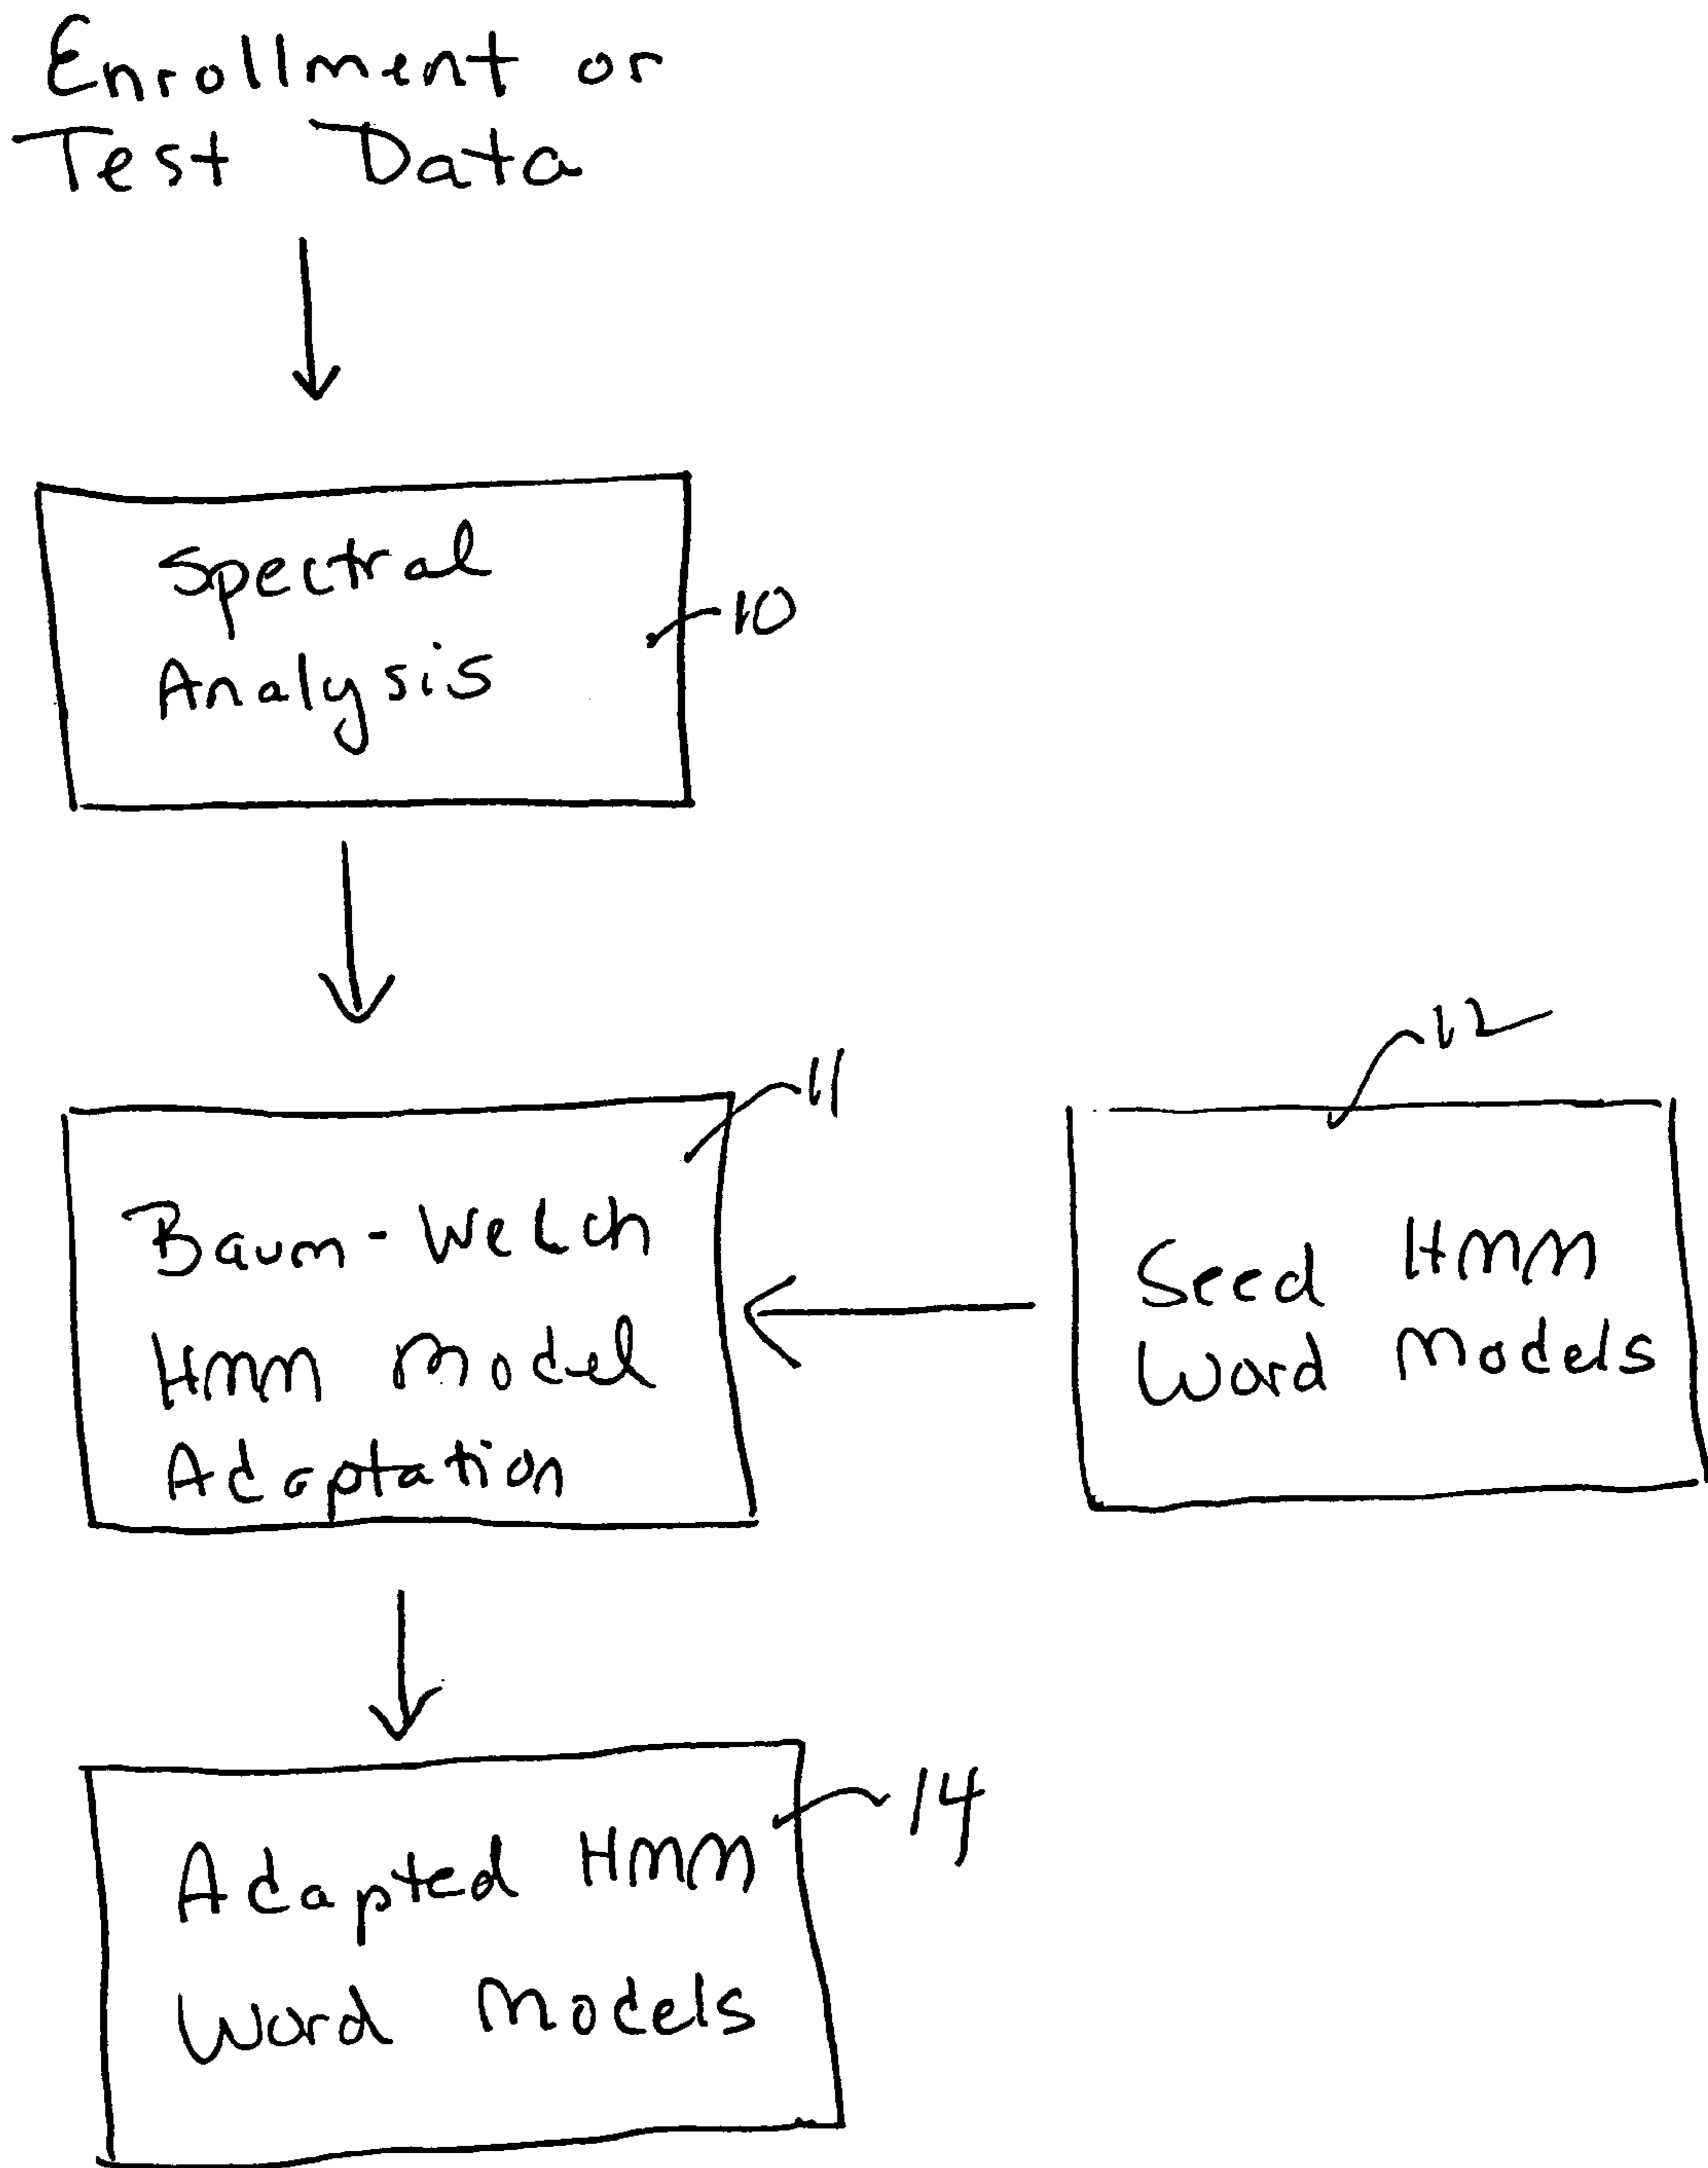 Enrollment or
Test Data
Spectral
Analysis
10
11
12
Baum-Welch
HMM Model
Adaptation
Seed HMM
Word Models
14
Adapted HMM
Word Models